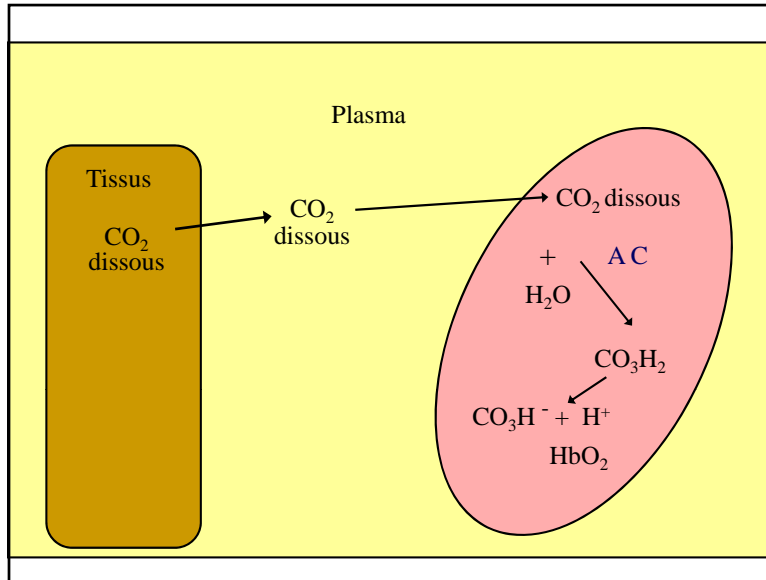 Plasma
Tissus
CO₂
dissous
CO₂
dissous
CO₂ dissous
+ A C
H₂O
CO₃H₂
CO₃H ⁻ + H⁺
HbO₂